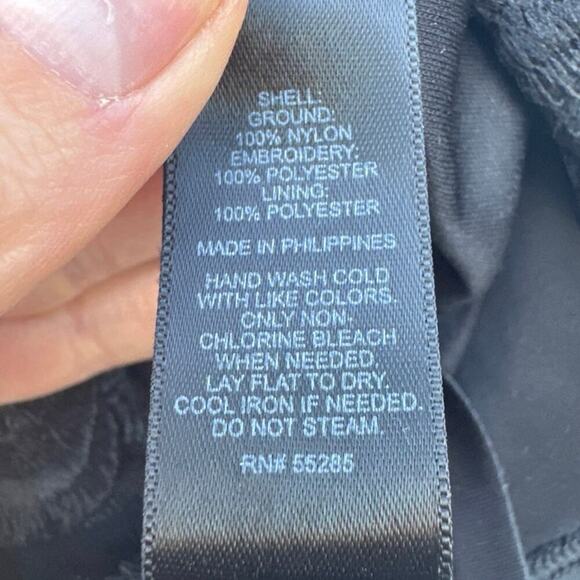 SHELL:
GROUND:
100% NYLON
EMBROIDERY:
100% POLYESTER
LINING:
100% POLYESTER
MADE IN PHILIPPINES
HAND WASH COLD
WITH LIKE COLORS.
ONLY NON-
CHLORINE BLEACH
WHEN NEEDED.
LAY FLAT TO DRY.
COOL IRON IF NEEDED.
DO NOT STEAM.
RN# 55285